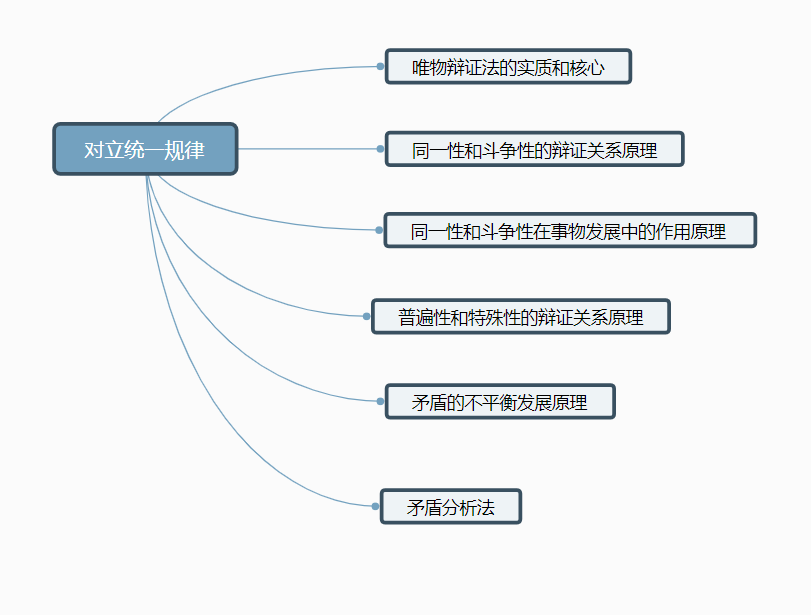 唯物辩证法的实质和核心
对立统一规律
同一性和斗争性的辩证关系原理
同一性和斗争性在事物发展中的作用原理
普遍性和特殊性的辩证关系原理
矛盾的不平衡发展原理
矛盾分析法